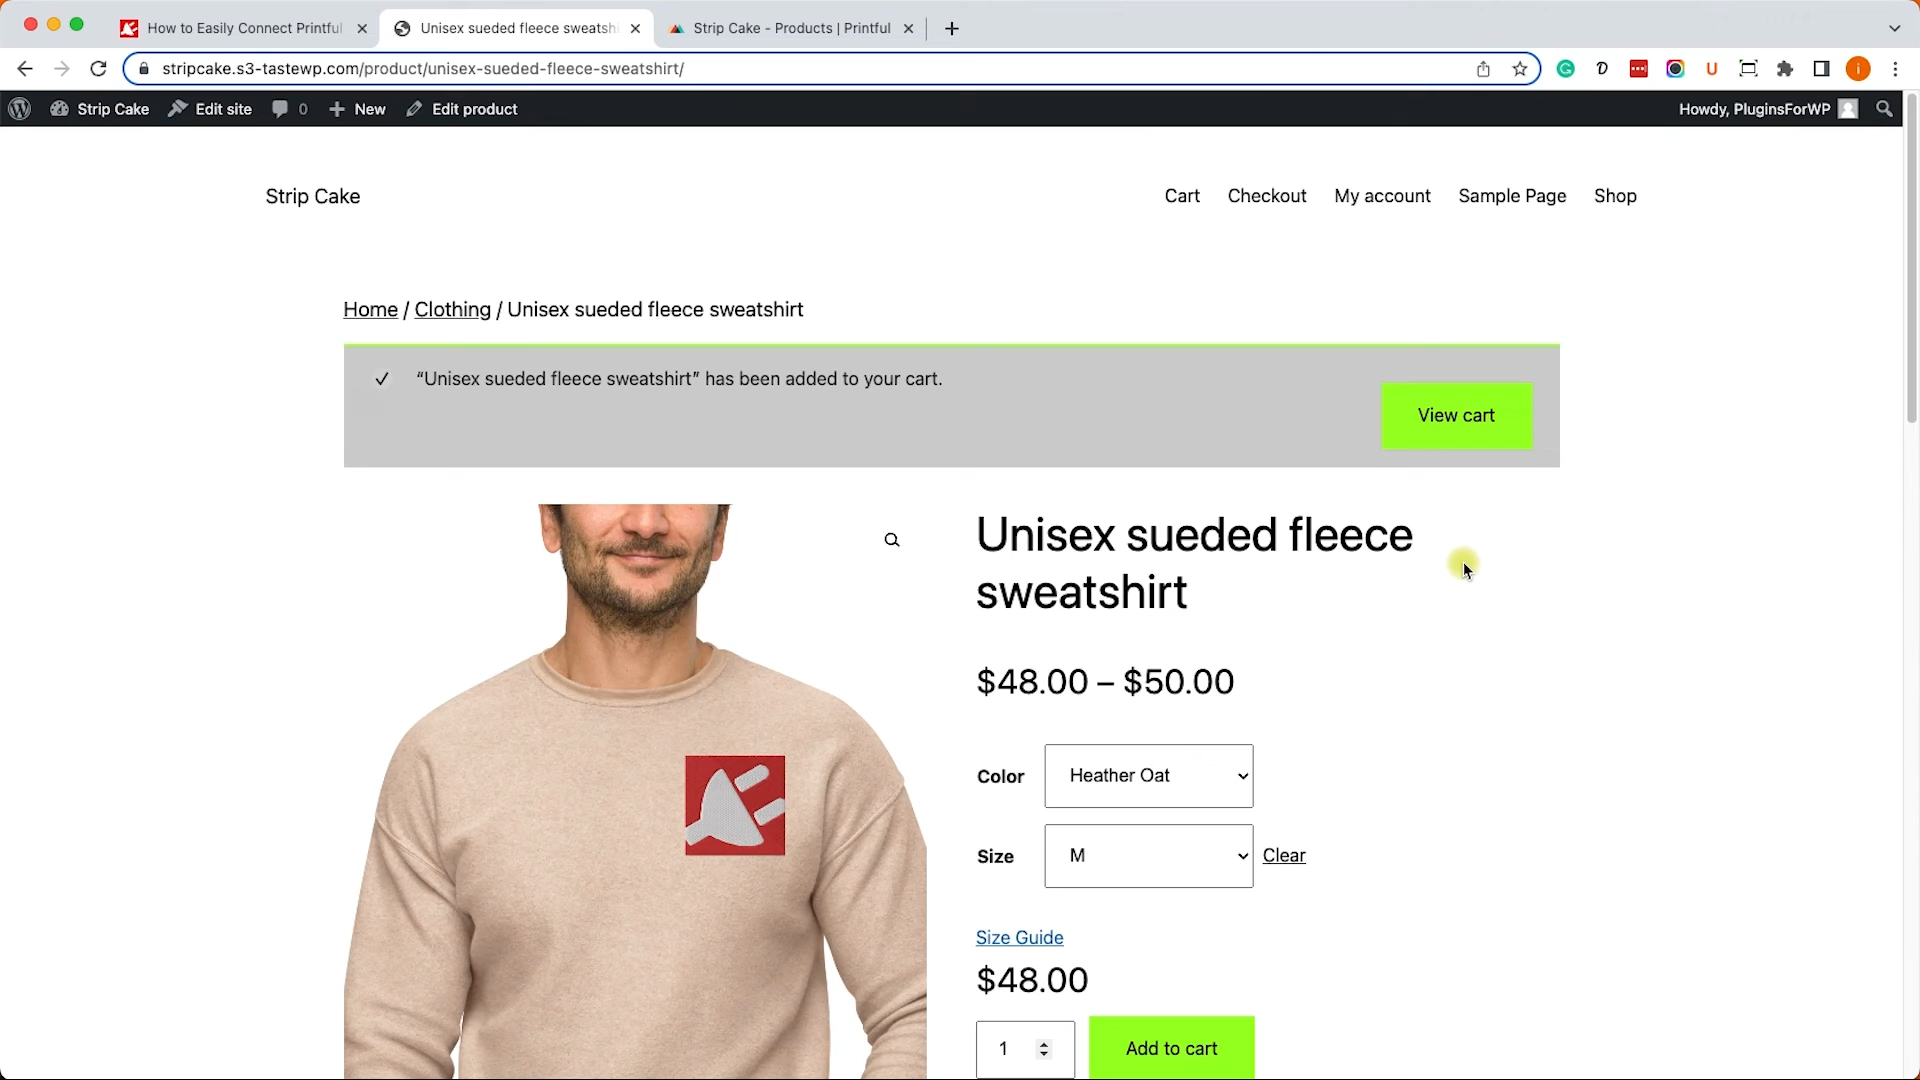 How to Easily Connect Printful
Unisex sueded fleece sweatsh
Strip Cake - Products | Printful
stripcake.s3-tastewp.com/product/unisex-sueded-fleece-sweatshirt/
Strip Cake
Edit site
0
New
Edit product
Howdy, PluginsForWP
Strip Cake
Cart
Checkout
My account
Sample Page
Shop
Home / Clothing / Unisex sueded fleece sweatshirt
“Unisex sueded fleece sweatshirt” has been added to your cart.
View cart
Unisex sueded fleece
sweatshirt
$48.00 – $50.00
Color
Heather Oat
Size
M
Clear
Size Guide
$48.00
1
Add to cart